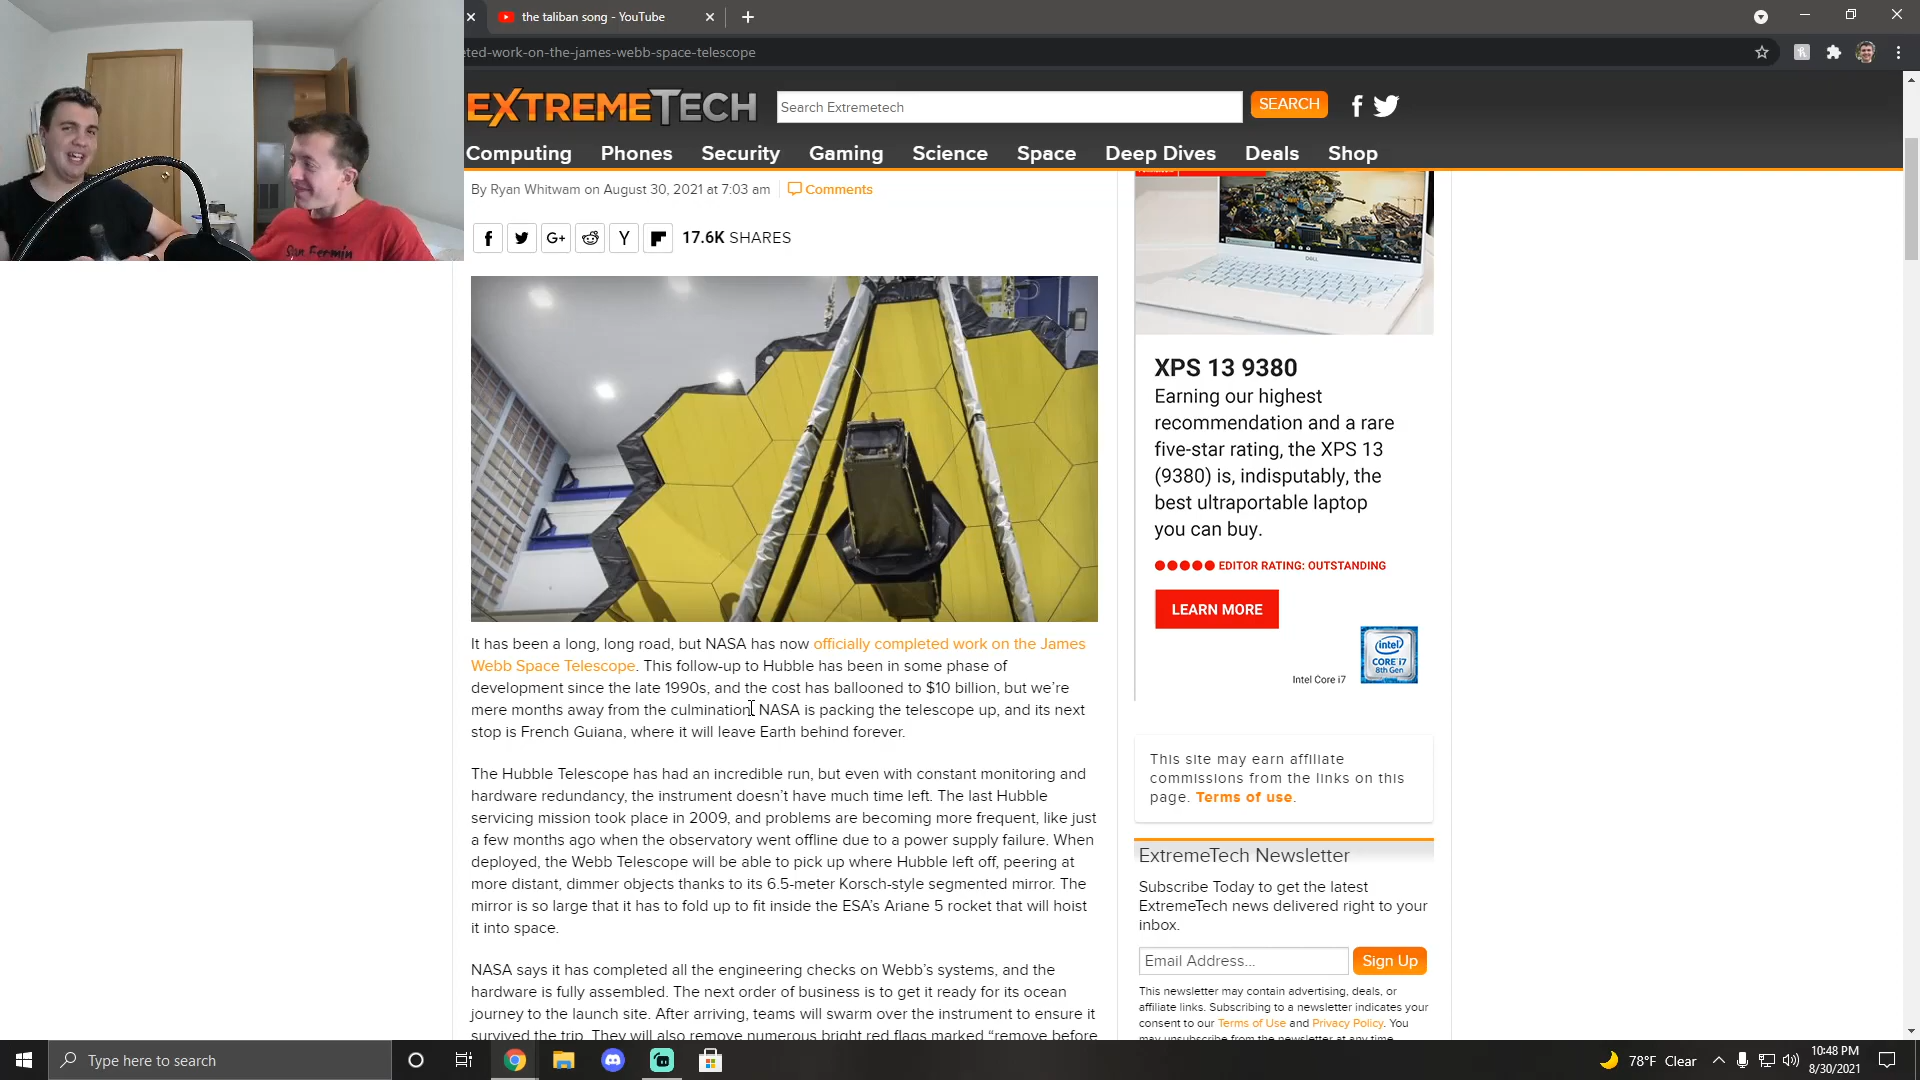 the taliban song - YouTube
eted-work-on-the-james-webb-space-telescope
EXTREMETECH
Search Extremetech
SEARCH
Computing Phones Security Gaming Science Space Deep Dives Deals Shop
By Ryan Whitwam on August 30, 2021 at 7:03 am
Comments
G+ Y 17.6K SHARES
San Fermin
DELL
It has been a long, long road, but NASA has now officially completed work on the James
Webb Space Telescope. This follow-up to Hubble has been in some phase of
development since the late 1990s, and the cost has ballooned to $10 billion, but we're
mere months away from the culmination. NASA is packing the telescope up, and its next
stop is French Guiana, where it will leave Earth behind forever.
The Hubble Telescope has had an incredible run, but even with constant monitoring and
hardware redundancy, the instrument doesn't have much time left. The last Hubble
servicing mission took place in 2009, and problems are becoming more frequent, like just
a few months ago when the observatory went offline due to a power supply failure. When
deployed, the Webb Telescope will be able to pick up where Hubble left off, peering at
more distant, dimmer objects thanks to its 6.5-meter Korsch-style segmented mirror. The
mirror is so large that it has to fold up to fit inside the ESA's Ariane 5 rocket that will hoist
it into space.
NASA says it has completed all the engineering checks on Webb's systems, and the
hardware is fully assembled. The next order of business is to get it ready for its ocean
journey to the launch site. After arriving, teams will swarm over the instrument to ensure it
survived the trip. They will also remove numerous bright red flags marked "remove before
XPS 13 9380
Earning our highest
recommendation and a rare
five-star rating, the XPS 13
(9380) is, indisputably, the
best ultraportable laptop
you can buy.
EDITOR RATING: OUTSTANDING
LEARN MORE
Intel Core i7
intel
CORE i7
8th Gen
This site may earn affiliate
commissions from the links on this
page. Terms of use.
ExtremeTech Newsletter
Subscribe Today to get the latest
ExtremeTech news delivered right to your
inbox.
Email Address...
Sign Up
This newsletter may contain advertising, deals, or
affiliate links. Subscribing to a newsletter indicates your
consent to our Terms of Use and Privacy Policy. You
may unsubscribe from the newsletter at any time.
Type here to search
78°F Clear
10:48 PM
8/30/2021